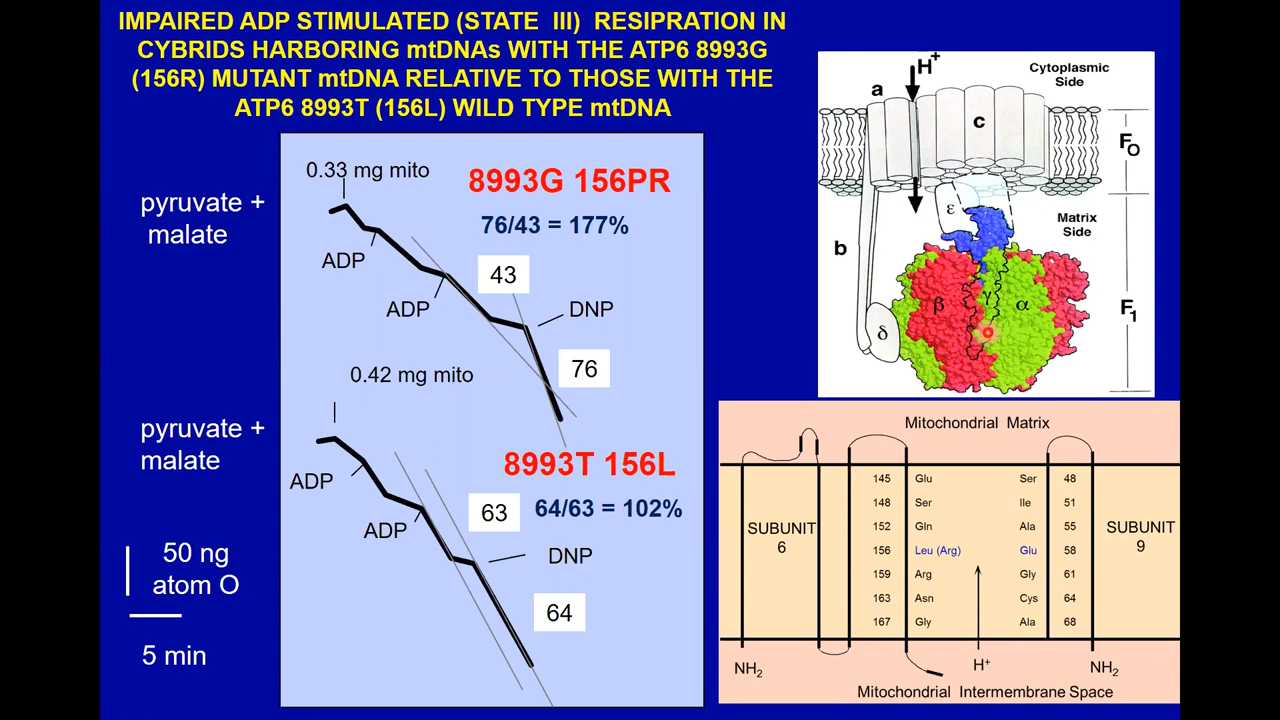 IMPAIRED ADP STIMULATED (STATE III) RESIPRATION IN
CYBRIDS HARBORING mtDNAs WITH THE ATP6 8993G
(156R) MUTANT mtDNA RELATIVE TO THOSE WITH THE
ATP6 8993T (156L) WILD TYPE mtDNA
pyruvate +
malate
0.33 mg mito
8993G 156PR
76/43 = 177%
ADP
43
ADP
DNP
76
0.42 mg mito
pyruvate +
malate
8993T 156L
ADP
63
64/63 = 102%
ADP
DNP
64
50 ng
atom O
5 min
H+
Cytoplasmic
Side
a
c
FO
ε
Matrix
Side
b
β
γ
α
F1
δ
Mitochondrial Matrix
145 Glu Ser 48
148 Ser Ile 51
152 Gln Ala 55
156 Leu (Arg) Glu 58
159 Arg Gly 61
163 Asn Cys 64
167 Gly Ala 68
SUBUNIT
6
SUBUNIT
9
NH2
H+
NH2
Mitochondrial Intermembrane Space